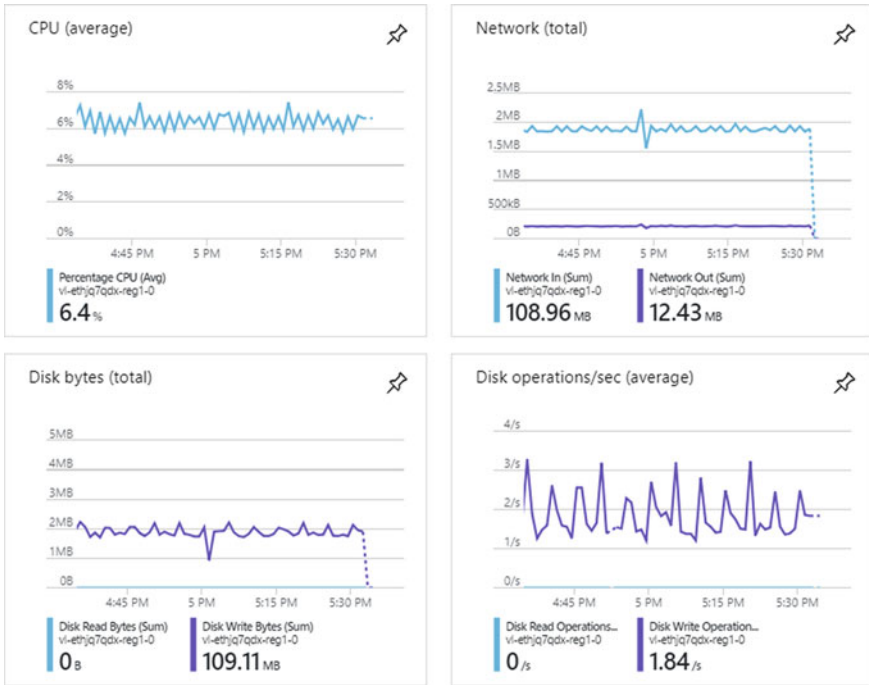 CPU (average)
8%
6%
4%
2%
0%
4:45 PM 5 PM 5:15 PM 5:30 PM
Percentage CPU (Avg)
vl-ethjq7qdx-reg1-0
6.4 %
Network (total)
2.5MB
2MB
1.5MB
1MB
500kB
0B
4:45 PM 5 PM 5:15 PM 5:30 PM
Network In (Sum)
vl-ethjq7qdx-reg1-0
108.96 MB
Network Out (Sum)
vl-ethjq7qdx-reg1-0
12.43 MB
Disk bytes (total)
5MB
4MB
3MB
2MB
1MB
0B
4:45 PM 5 PM 5:15 PM 5:30 PM
Disk Read Bytes (Sum)
vl-ethjq7qdx-reg1-0
0 B
Disk Write Bytes (Sum)
vl-ethjq7qdx-reg1-0
109.11 MB
Disk operations/sec (average)
4/s
3/s
2/s
1/s
0/s
4:45 PM 5 PM 5:15 PM 5:30 PM
Disk Read Operations...
vl-ethjq7qdx-reg1-0
0 /s
Disk Write Operation...
vl-ethjq7qdx-reg1-0
1.84 /s